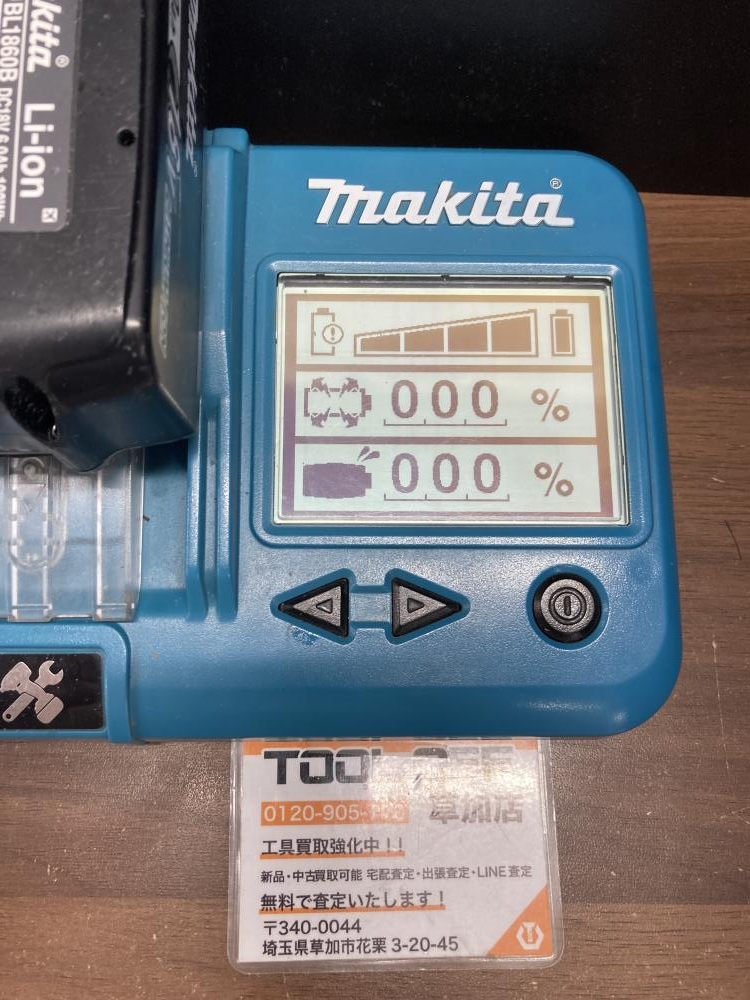 makita
Li-ion
BL1860B DC18V 6.0Ah
makita
000 %
000 %
0120-905-
草加店
工具買取強化中!!
新品・中古買取可能 宅配査定・出張査定・LINE査定
無料で査定いたします!
〒340-0044
埼玉県草加市花栗 3-20-45